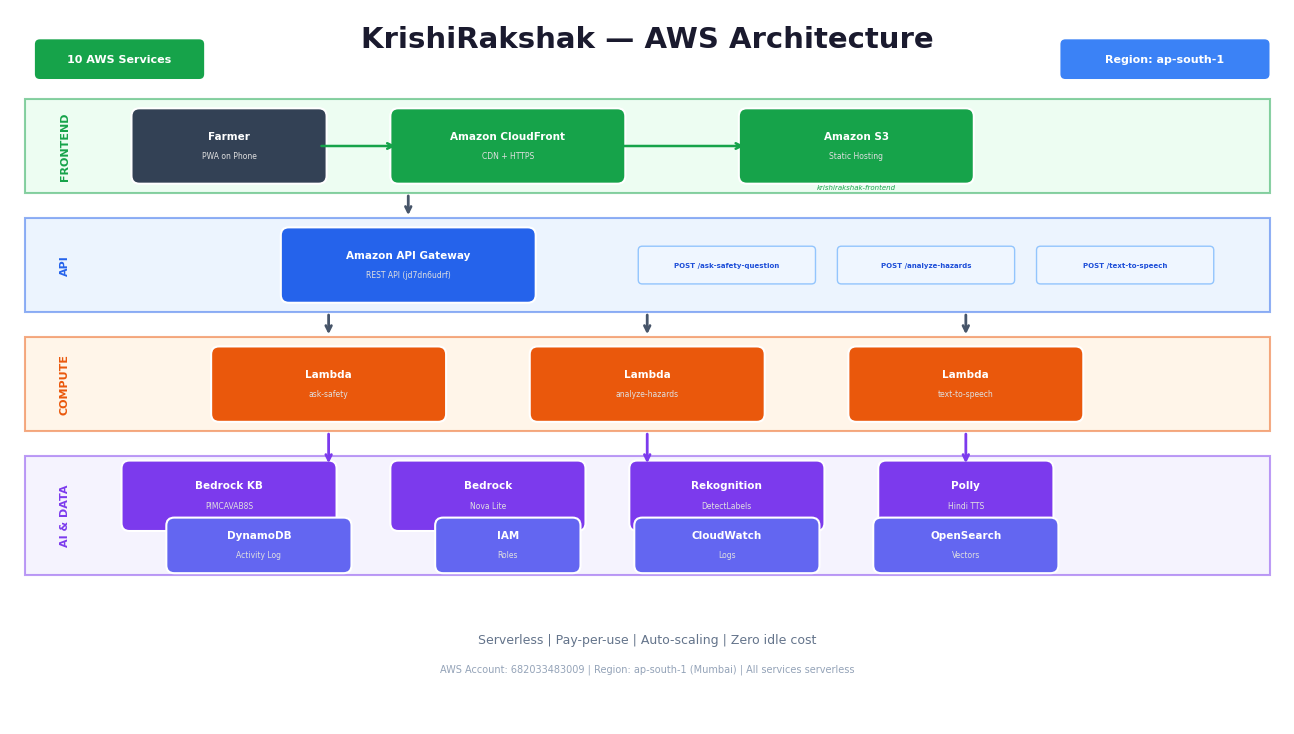 KrishiRakshak — AWS Architecture
10 AWS Services
Region: ap-south-1
FRONTEND
Farmer
PWA on Phone
Amazon CloudFront
CDN + HTTPS
Amazon S3
Static Hosting
krishirakshak-frontend
API
Amazon API Gateway
REST API (jd7dn6udrf)
POST /ask-safety-question
POST /analyze-hazards
POST /text-to-speech
COMPUTE
Lambda
ask-safety
Lambda
analyze-hazards
Lambda
text-to-speech
AI & DATA
Bedrock KB
PIMCAVAB8S
Bedrock
Nova Lite
Rekognition
DetectLabels
Polly
Hindi TTS
DynamoDB
Activity Log
IAM
Roles
CloudWatch
Logs
OpenSearch
Vectors
Serverless | Pay-per-use | Auto-scaling | Zero idle cost
AWS Account: 682033483009 | Region: ap-south-1 (Mumbai) | All services serverless